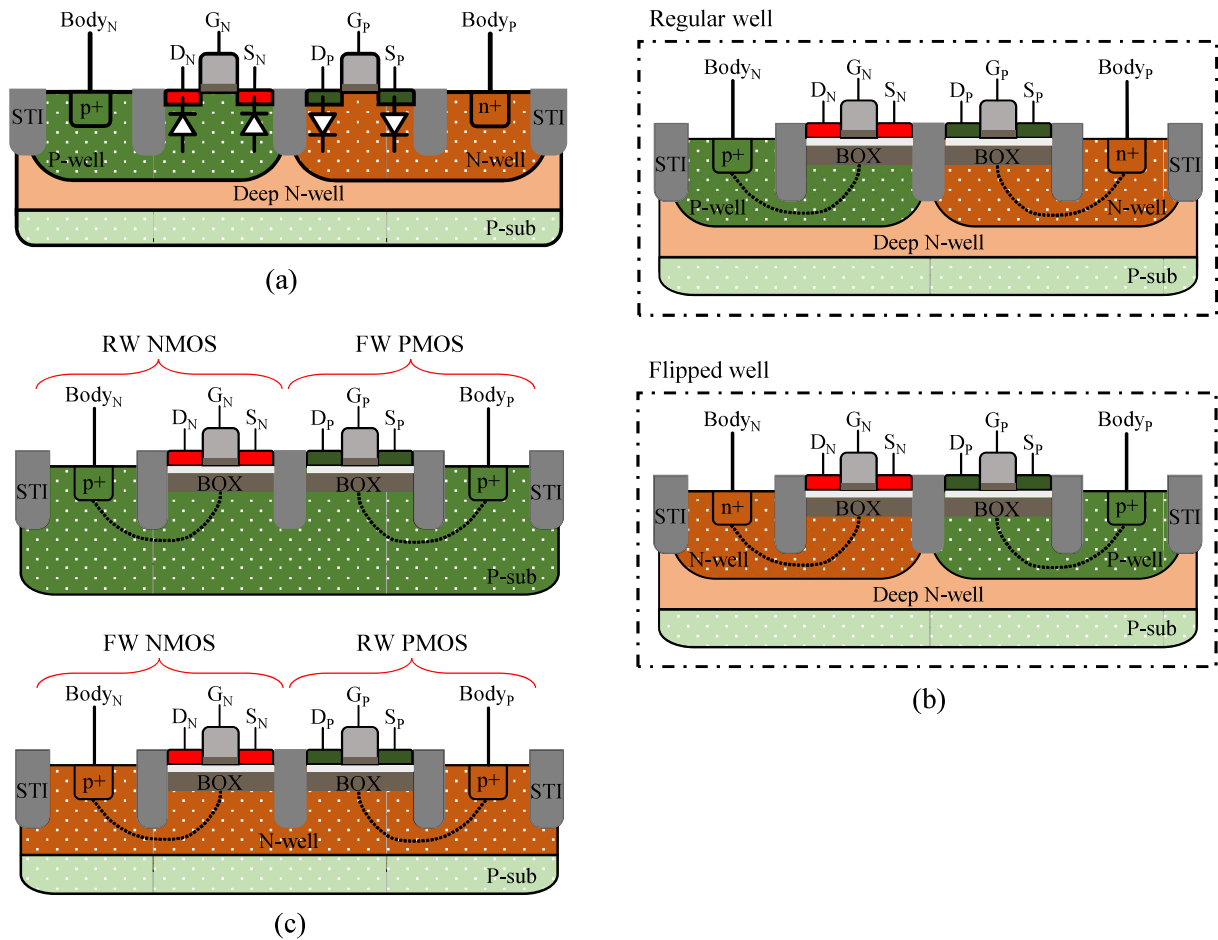 Body_N G_N G_P Body_P
D_N S_N D_P S_P
STI p+ n+ STI
P-well N-well
Deep N-well
P-sub
(a)
Regular well
Body_N G_N G_P Body_P
D_N S_N D_P S_P
STI p+ BOX BOX n+ STI
P-well N-well
Deep N-well
P-sub
RW NMOS FW PMOS
Body_N G_N G_P Body_P
D_N S_N D_P S_P
STI p+ BOX BOX p+ STI
P-sub
FW NMOS RW PMOS
Body_N G_N G_P Body_P
D_N S_N D_P S_P
STI p+ BOX BOX p+ STI
N-well
P-sub
(c)
Flipped well
Body_N G_N G_P Body_P
D_N S_N D_P S_P
STI n+ BOX BOX p+ STI
N-well P-well
Deep N-well
P-sub
(b)